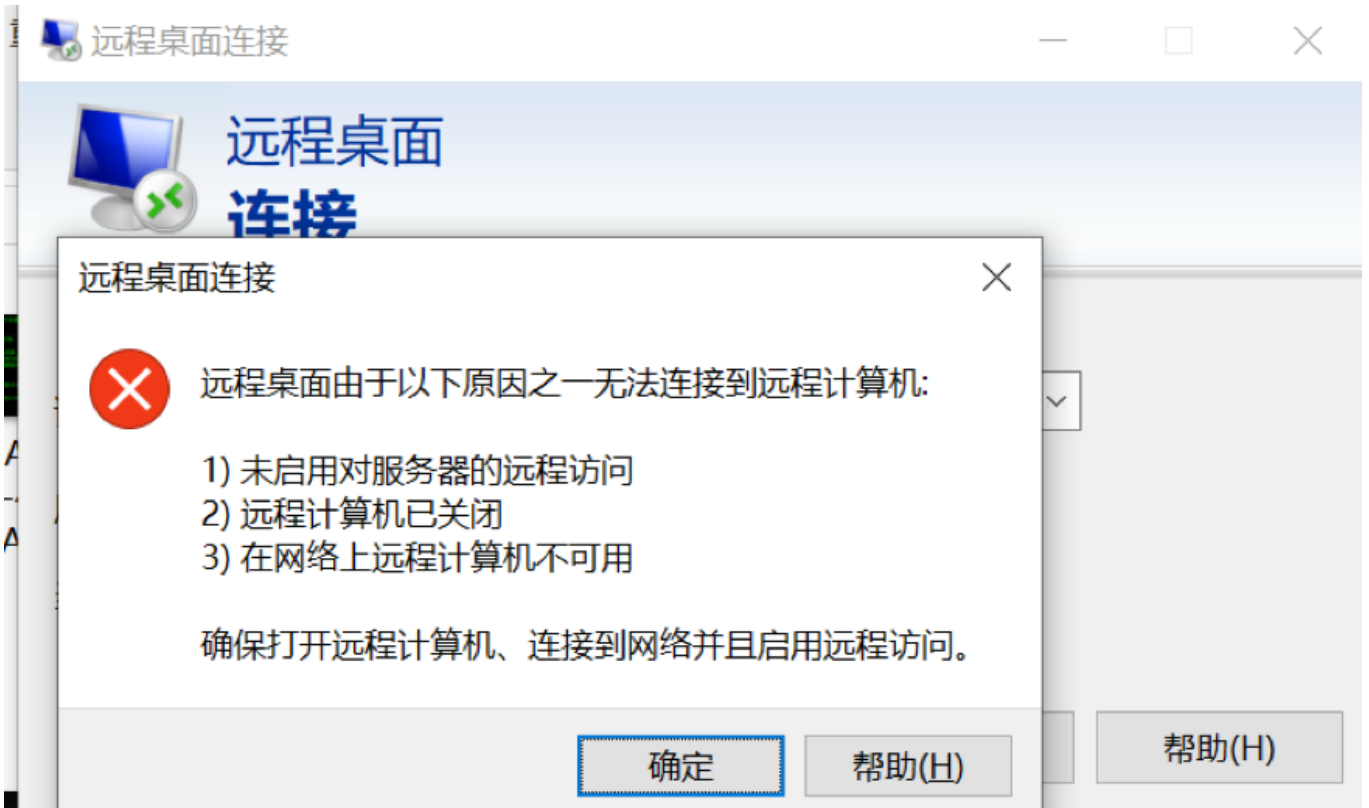 远程桌面连接
远程桌面
连接
远程桌面连接
远程桌面由于以下原因之一无法连接到远程计算机:
1) 未启用对服务器的远程访问
2) 远程计算机已关闭
3) 在网络上远程计算机不可用
确保打开远程计算机、连接到网络并且启用远程访问。
确定
帮助(H)
帮助(H)